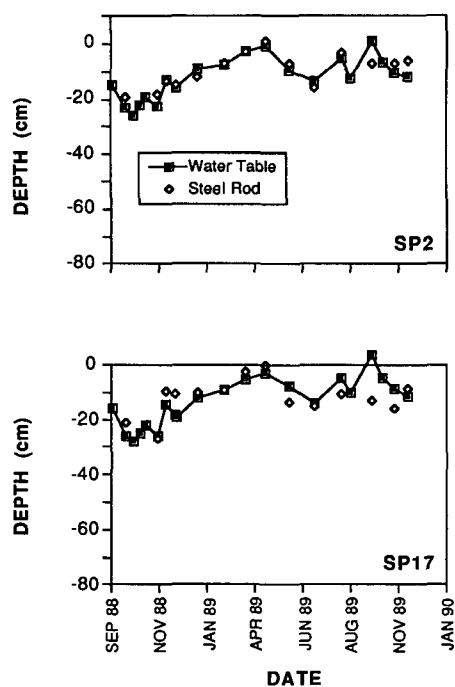 0
-20
-40
-60
-80
DEPTH (cm)
Water Table
Steel Rod
SP2
0
-20
-40
-60
-80
DEPTH (cm)
SP17
SEP 88
NOV 88
JAN 89
APR 89
JUN 89
AUG 89
NOV 89
JAN 90
DATE